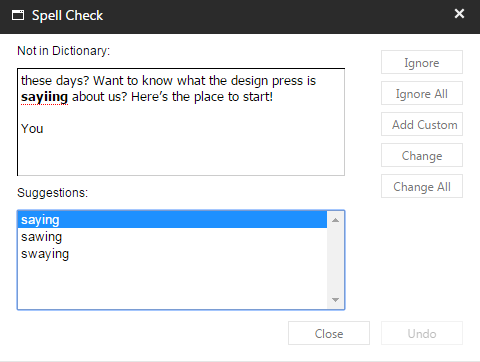 Spell Check
Not in Dictionary:
these days? Want to know what the design press is
sayiing about us? Here’s the place to start!
You
Ignore
Ignore All
Add Custom
Change
Change All
Suggestions:
saying
sawing
swaying
Close
Undo